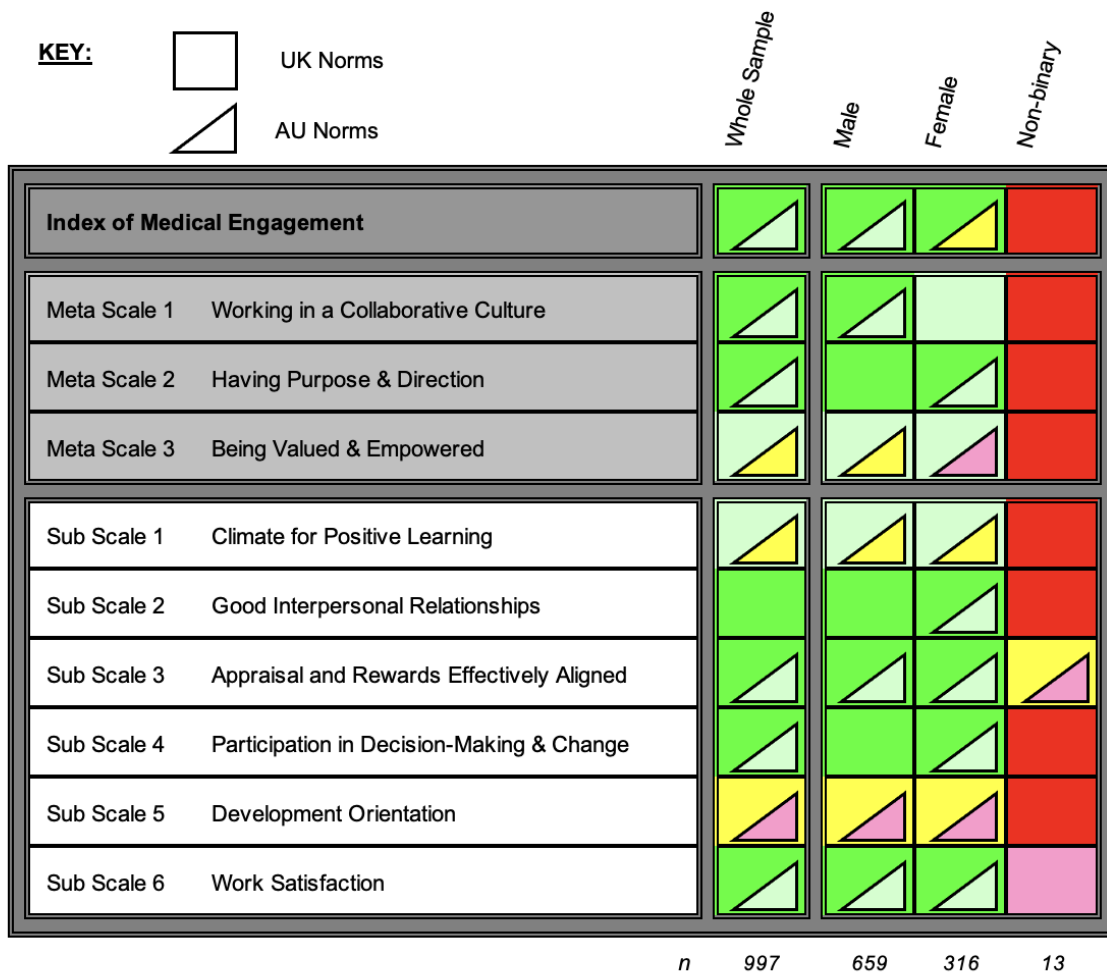 KEY:
UK Norms
AU Norms
Whole Sample
Male
Female
Non-binary
Index of Medical Engagement
Meta Scale 1 Working in a Collaborative Culture
Meta Scale 2 Having Purpose & Direction
Meta Scale 3 Being Valued & Empowered
Sub Scale 1 Climate for Positive Learning
Sub Scale 2 Good Interpersonal Relationships
Sub Scale 3 Appraisal and Rewards Effectively Aligned
Sub Scale 4 Participation in Decision-Making & Change
Sub Scale 5 Development Orientation
Sub Scale 6 Work Satisfaction
n 997 659 316 13